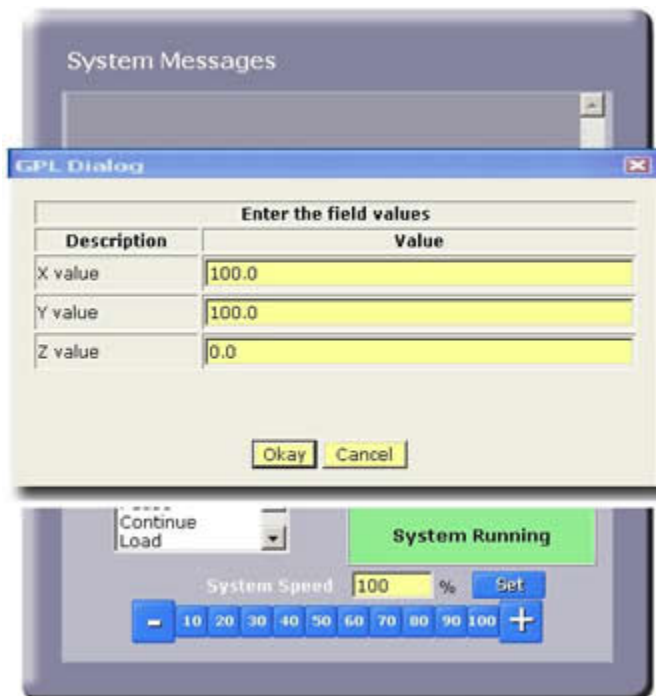 System Messages
GPL Dialog
Enter the field values
Description Value
X value 100.0
Y value 100.0
Z value 0.0
Okay Cancel
Continue
Load
System Running
System Speed 100 % Set
- 10 20 30 40 50 60 70 80 90 100 +